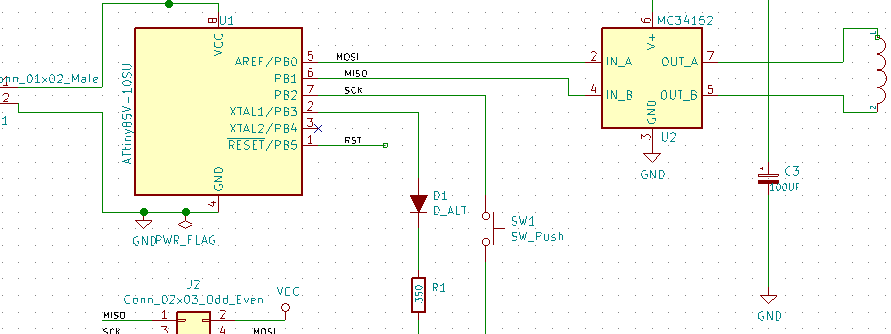 U1
8
VCC
ATtiny85V-10SU
AREF/PB0
5
MOSI
PB1
6
MISO
PB2
7
SCK
XTAL1/PB3
2
XTAL2/PB4
3
RESET/PB5
1
RST
GND
4
GND
PWR_FLAG
onn_01x02_Male
1
2
1
MC34152
6
V+
2
IN_A
OUT_A
7
4
IN_B
OUT_B
5
GND
3
U2
GND
1
2
C3
100UF
GND
D1
D_ALT
SW1
SW_Push
350
R1
J2
Conn_02x03_Odd_Even
VCC
MISO
1
2
SCK
3
4
MOSI